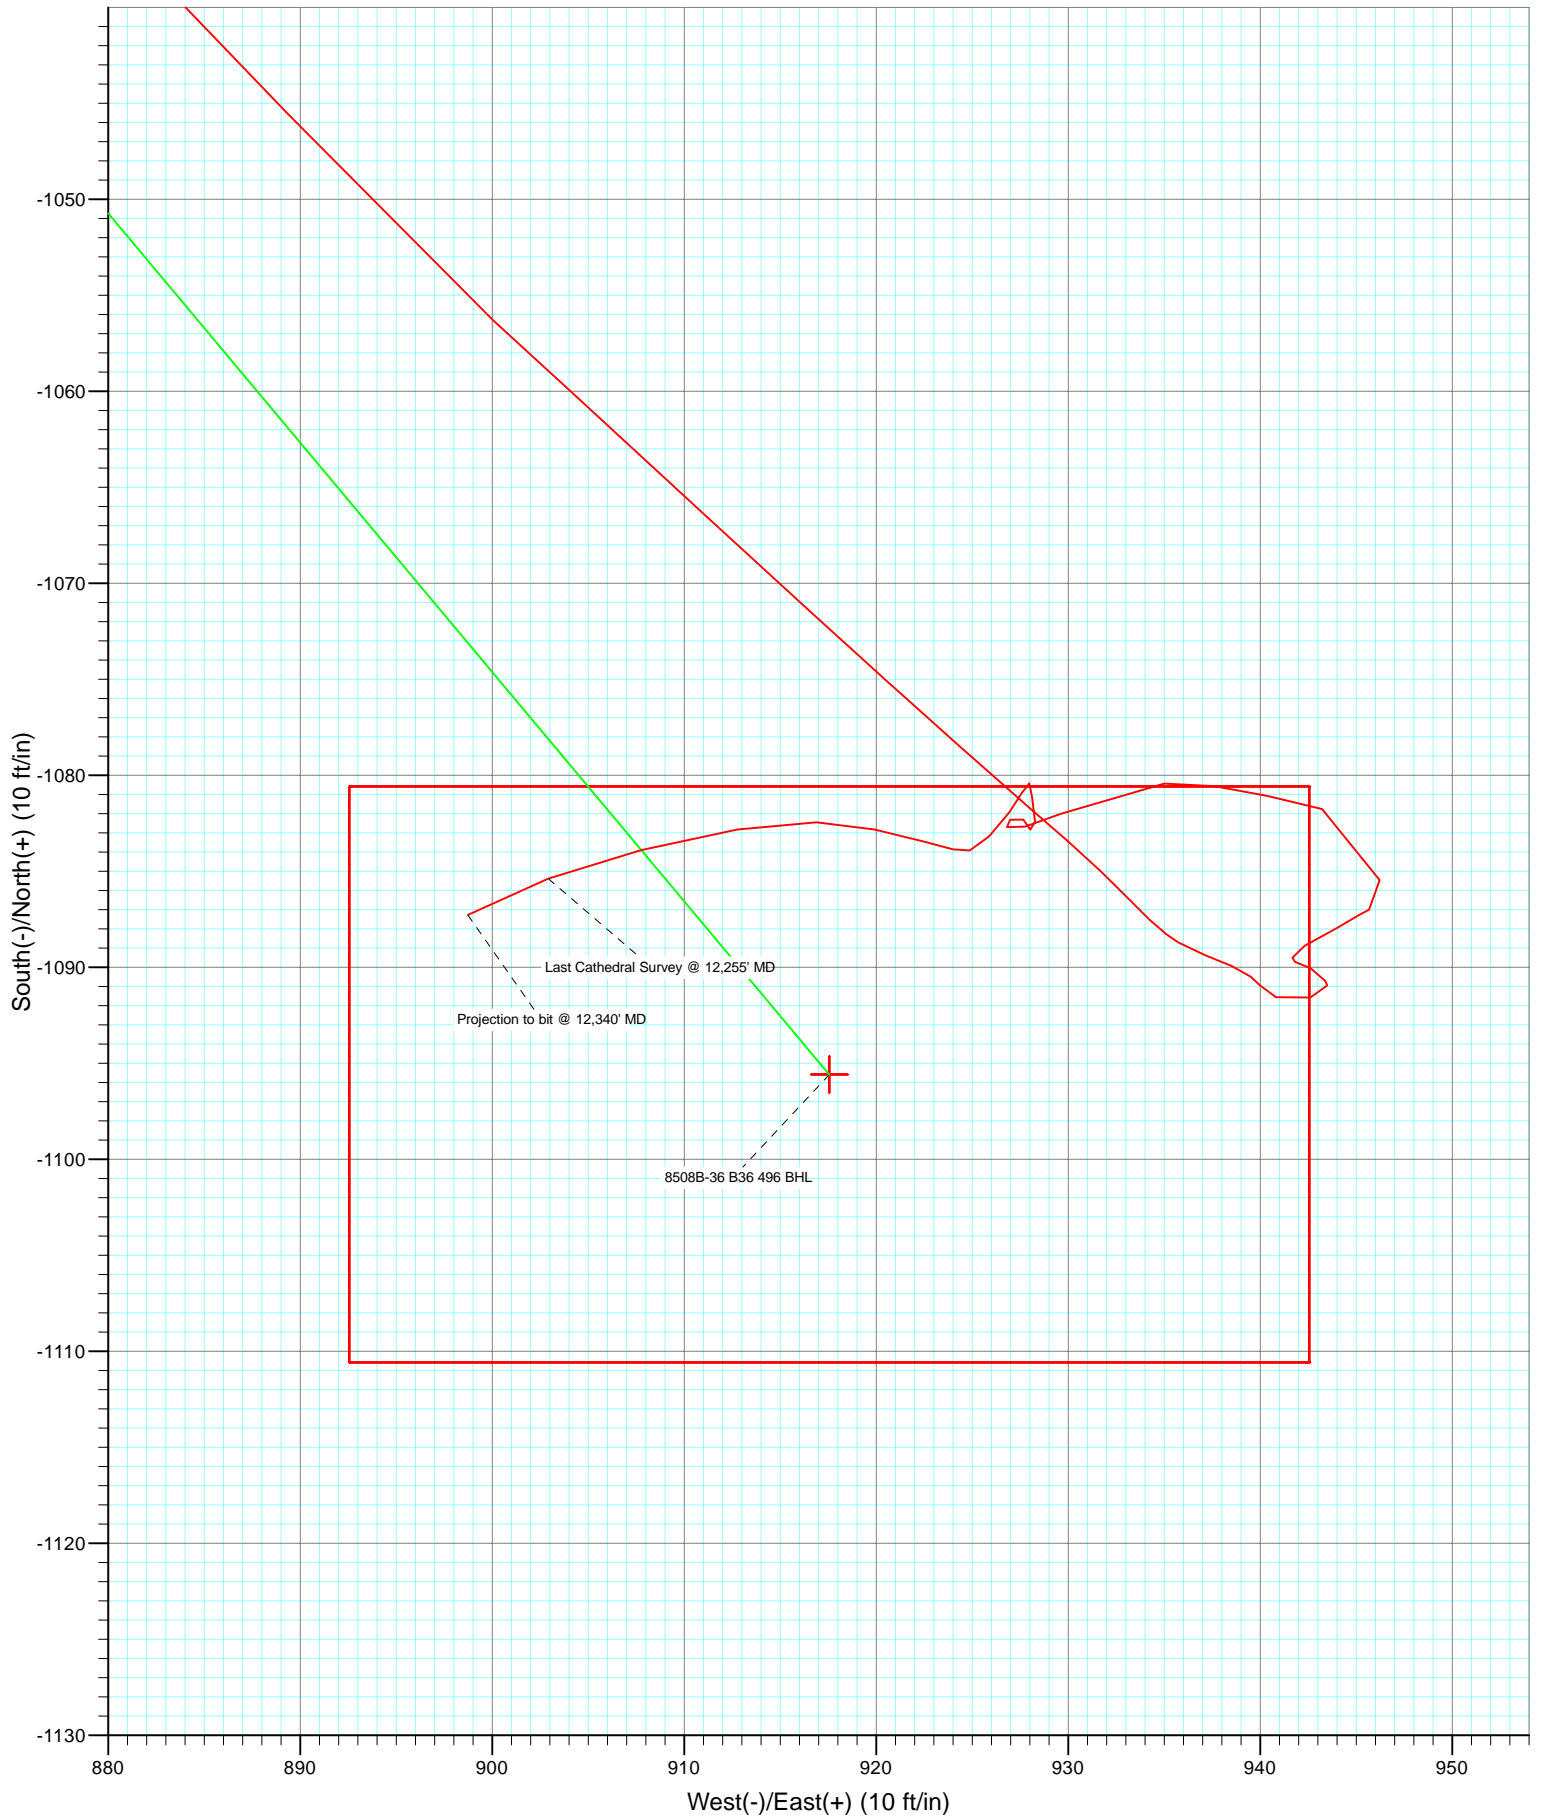 -1050
-1060
-1070
-1080
-1090
-1100
-1110
-1120
-1130
South(-)/North(+) (10 ft/in)
Last Cathedral Survey @ 12,255' MD
Projection to bit @ 12,340' MD
8508B-36 B36 496 BHL
880 890 900 910 920 930 940 950
West(-)/East(+) (10 ft/in)